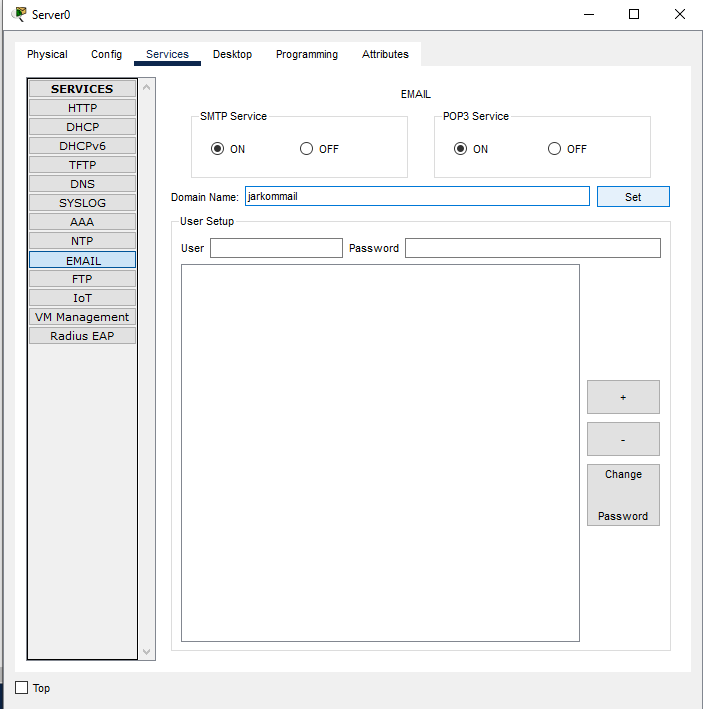 Server0
Physical Config Services Desktop Programming Attributes
SERVICES
HTTP
DHCP
DHCPv6
TFTP
DNS
SYSLOG
AAA
NTP
EMAIL
FTP
IoT
VM Management
Radius EAP
EMAIL
SMTP Service
ON OFF
POP3 Service
ON OFF
Domain Name: jarkommail Set
User Setup
User Password
+
-
Change
Password
Top